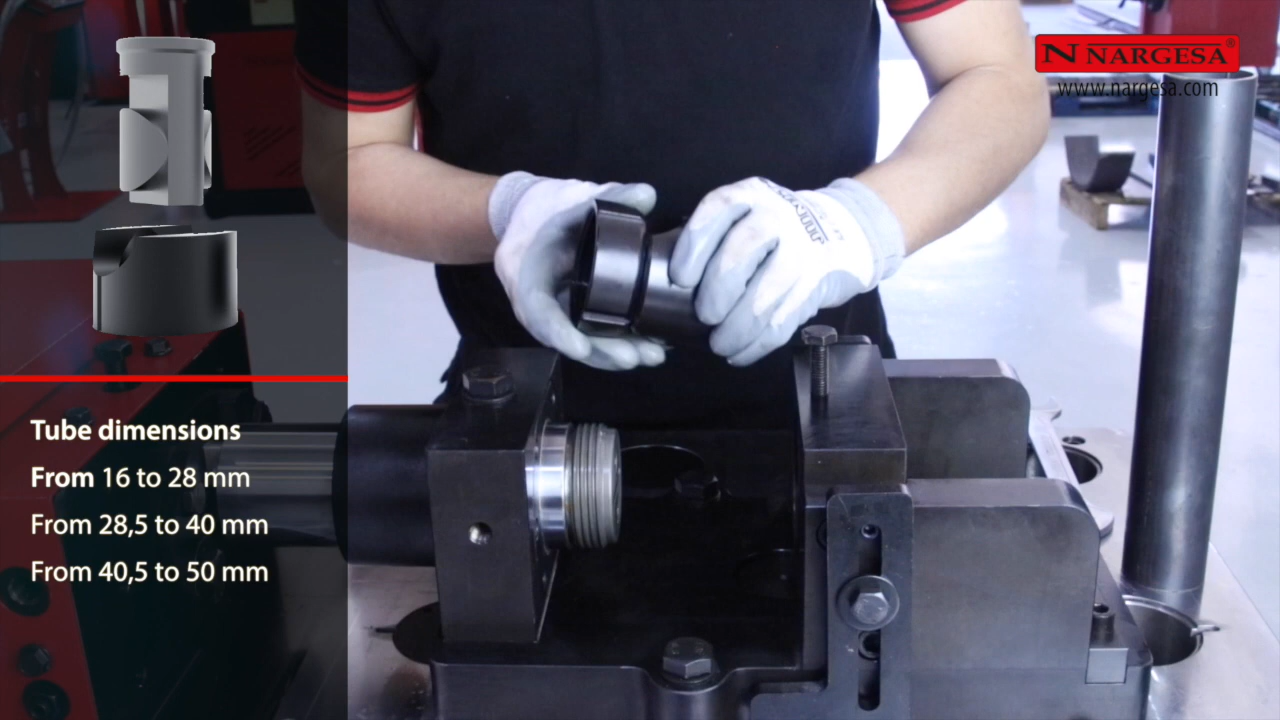 N NARGESA®
www.nargesa.com
Tube dimensions
From 16 to 28 mm
From 28,5 to 40 mm
From 40,5 to 50 mm